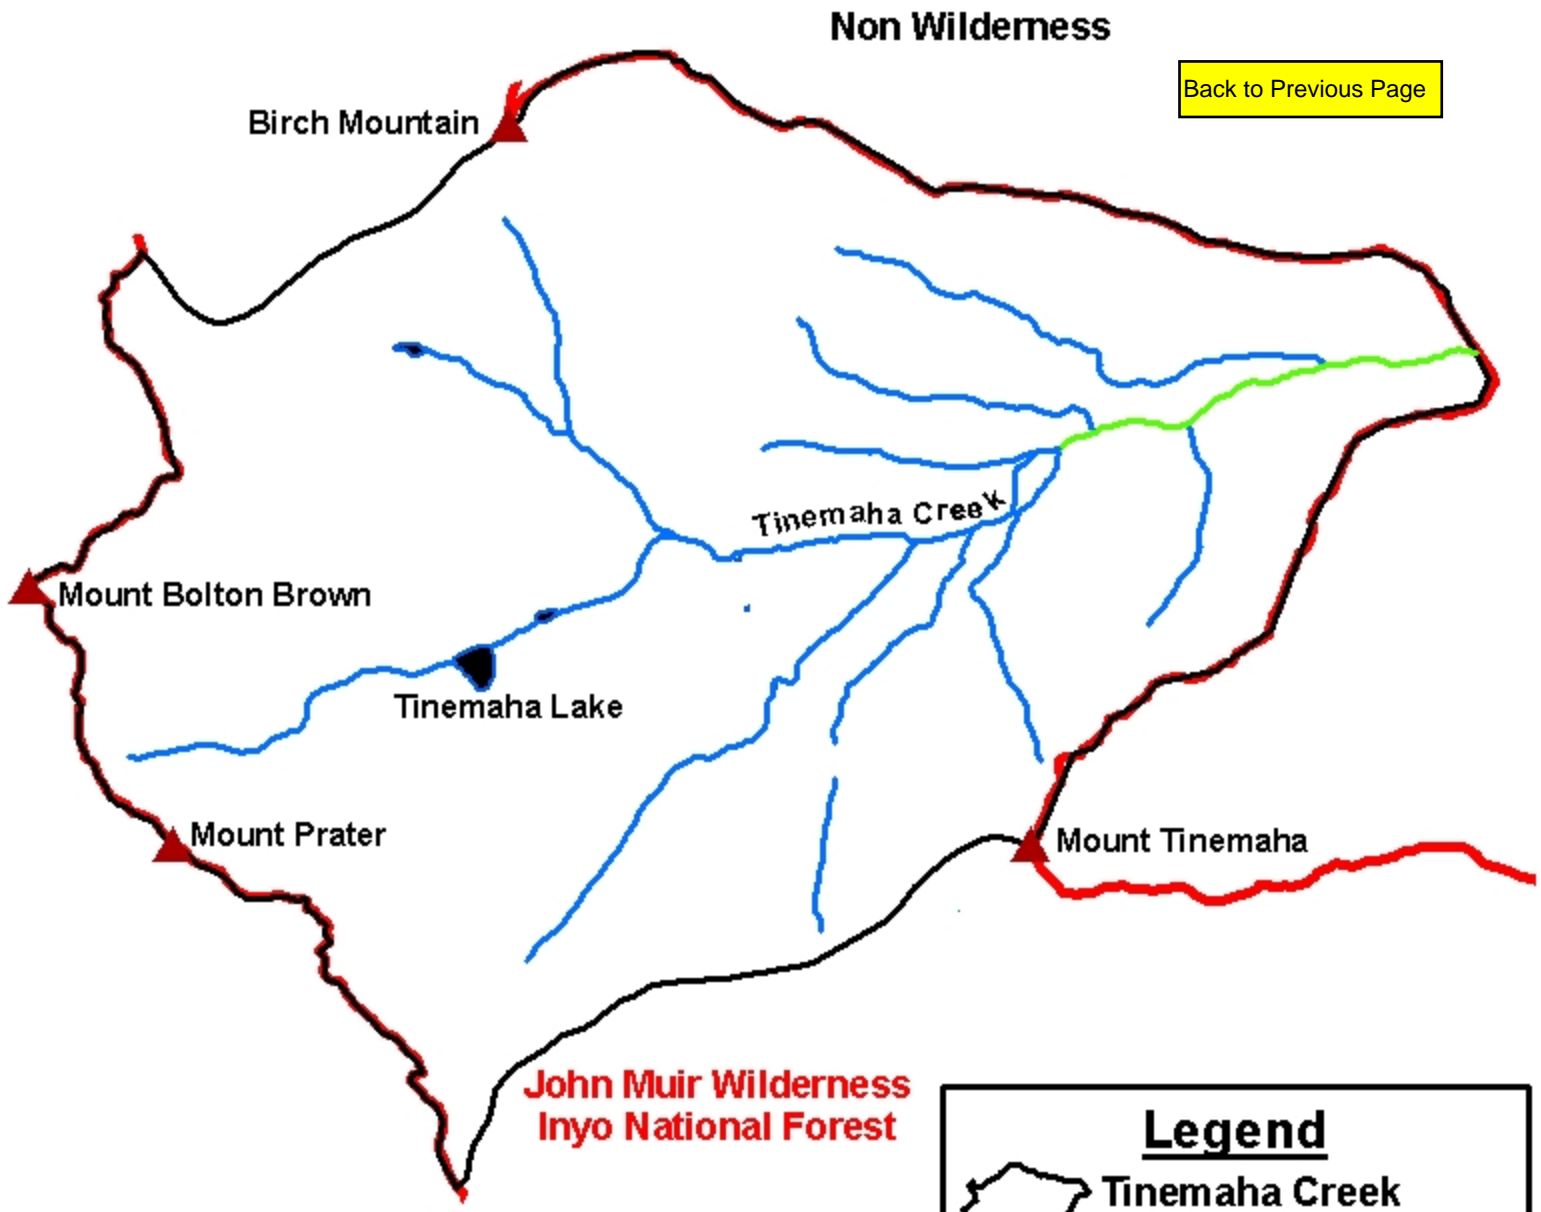 Non Wilderness
Back to Previous Page
Birch Mountain
Tinemaha Creek
Mount Bolton Brown
Tinemaha Lake
Mount Prater
Mount Tinemaha
John Muir Wilderness
Inyo National Forest
Legend
Tinemaha Creek